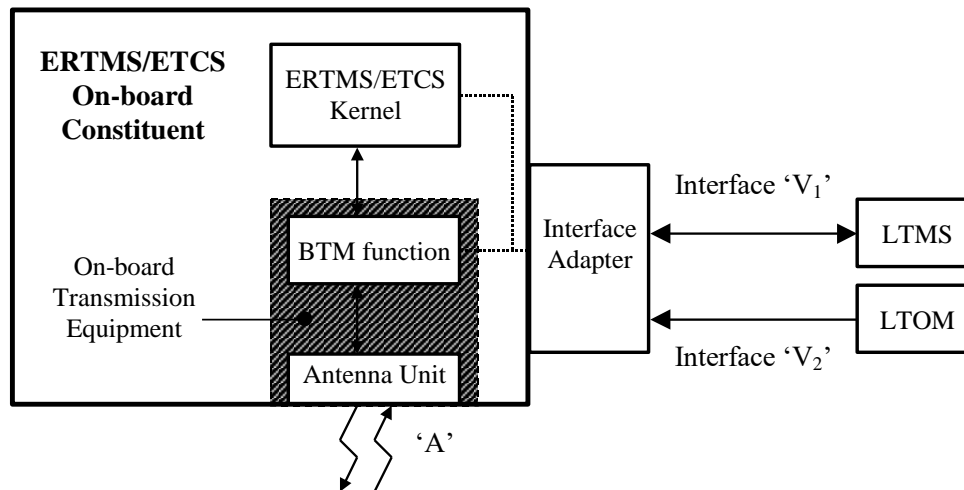 ERTMS/ETCS
On-board
Constituent
ERTMS/ETCS
Kernel
BTM function
On-board
Transmission
Equipment
Antenna Unit
‘A’
Interface
Adapter
Interface ‘V₁’
LTMS
LTOM
Interface ‘V₂’